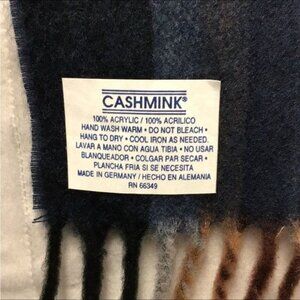 CASHMINK®
100% ACRYLIC / 100% ACRILICO
HAND WASH WARM • DO NOT BLEACH •
HANG TO DRY • COOL IRON AS NEEDED.
LAVAR A MANO CON AGUA TIBIA • NO USAR
BLANQUEADOR • COLGAR PAR SECAR •
PLANCHA FRIA SI SE NECESITA
MADE IN GERMANY / HECHO EN ALEMANIA
RN 66349